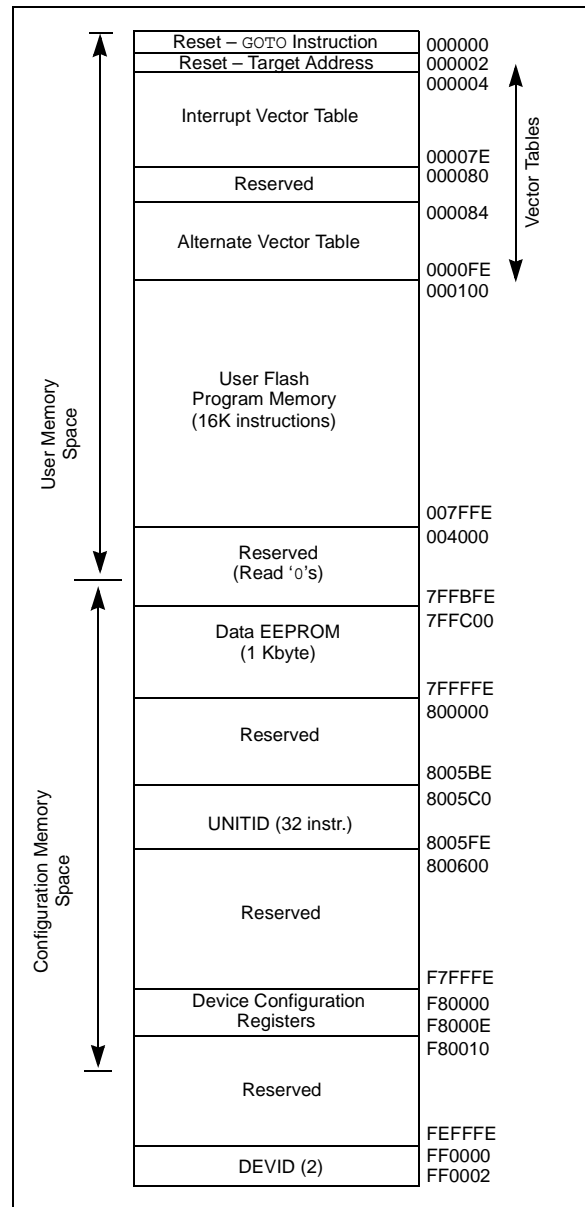 Reset – GOTO Instruction
000000
Reset – Target Address
000002
000004
Interrupt Vector Table
00007E
000080
Reserved
000084
Alternate Vector Table
0000FE
000100
Vector Tables
User Flash
Program Memory
(16K instructions)
007FFE
004000
User Memory
Space
Reserved
(Read ‘0’s)
7FFBFE
7FFC00
Data EEPROM
(1 Kbyte)
7FFFFE
800000
Reserved
8005BE
8005C0
UNITID (32 instr.)
8005FE
800600
Configuration Memory
Space
Reserved
F7FFFE
Device Configuration
Registers
F80000
F8000E
F80010
Reserved
FEFFFE
FF0000
DEVID (2)
FF0002